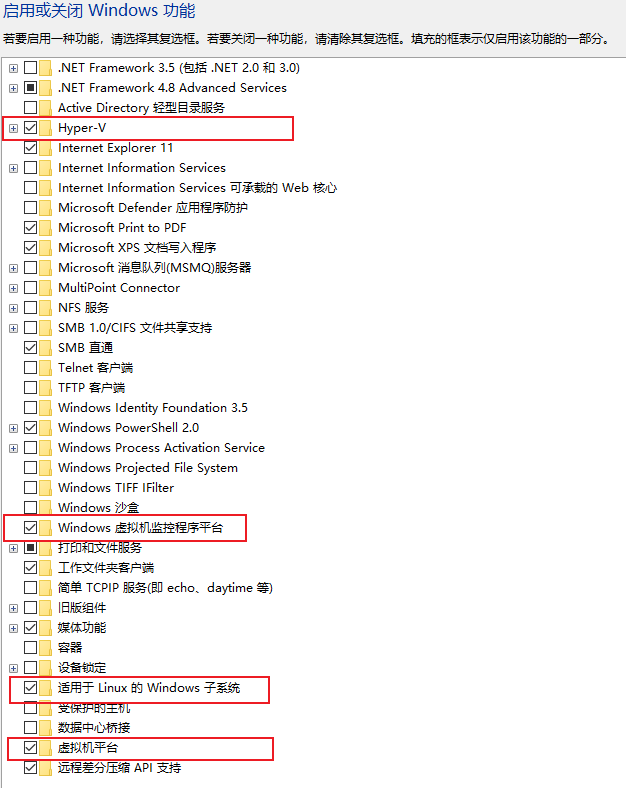 启用或关闭 Windows 功能
若要启用一种功能，请选择其复选框。若要关闭一种功能，请清除其复选框。填充的框表示仅启用该功能的一部分。
.NET Framework 3.5 (包括 .NET 2.0 和 3.0)
.NET Framework 4.8 Advanced Services
Active Directory 轻型目录服务
Hyper-V
Internet Explorer 11
Internet Information Services
Internet Information Services 可承载的 Web 核心
Microsoft Defender 应用程序防护
Microsoft Print to PDF
Microsoft XPS 文档写入程序
Microsoft 消息队列(MSMQ)服务器
MultiPoint Connector
NFS 服务
SMB 1.0/CIFS 文件共享支持
SMB 直通
Telnet 客户端
TFTP 客户端
Windows Identity Foundation 3.5
Windows PowerShell 2.0
Windows Process Activation Service
Windows Projected File System
Windows TIFF IFilter
Windows 沙盒
Windows 虚拟机监控程序平台
打印和文件服务
工作文件夹客户端
简单 TCPIP 服务(即 echo、daytime 等)
旧版组件
媒体功能
容器
设备锁定
适用于 Linux 的 Windows 子系统
受保护的主机
数据中心桥接
虚拟机平台
远程差分压缩 API 支持